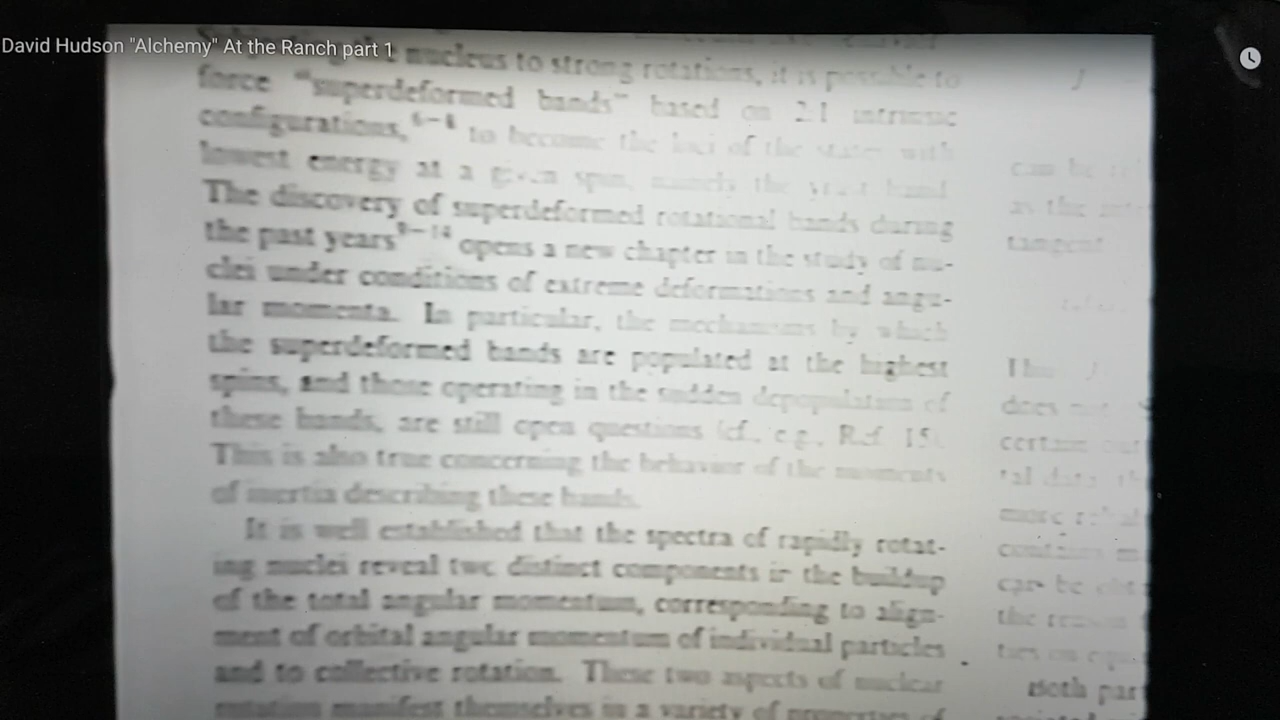 David Hudson "Alchemy" At the Ranch part 1
the nucleus to strong rotations, it is possible to
force "superdeformed bands" based on 2:1 intrinsic
configurations,⁶⁻⁸ to become the loci of the states with
lowest energy at a given spin, namely the yrast band.
The discovery of superdeformed rotational bands during
the past years⁹⁻¹⁴ opens a new chapter in the study of nu-
clei under conditions of extreme deformations and angu-
lar momenta. In particular, the mechanisms by which
the superdeformed bands are populated at the highest
spins, and those operating in the sudden depopulation of
these bands, are still open questions (cf., e.g., Ref. 15).
This is also true concerning the behavior of the moments
of inertia describing these bands.
It is well established that the spectra of rapidly rotat-
ing nuclei reveal two distinct components in the buildup
of the total angular momentum, corresponding to align-
ment of orbital angular momentum of individual particles
and to collective rotation. These two aspects of nuclear
rotation manifest themselves in a variety of properties of
can be
as the
tangent
does
certain
more
can be
the reason
Both par